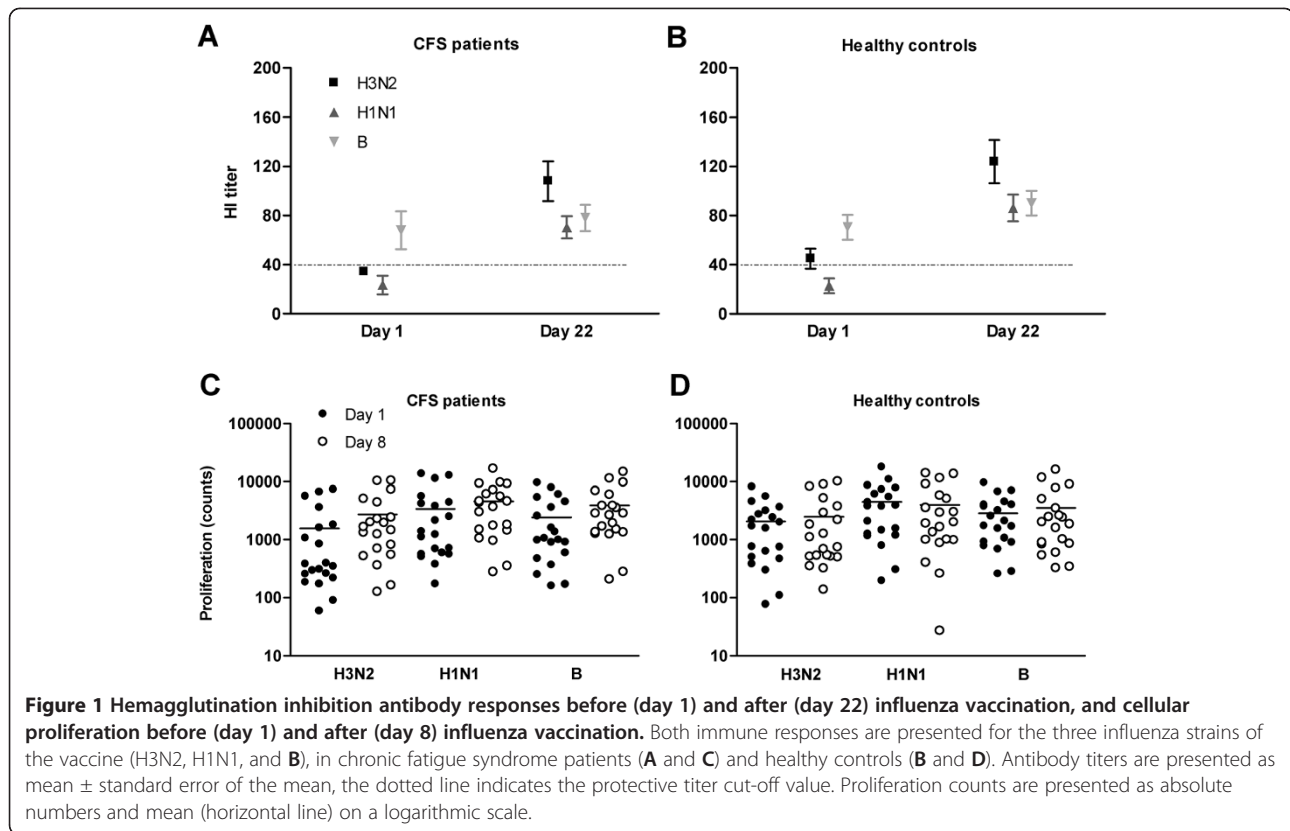 A
CFS patients
200
160
120
80
40
0
HI titer
H3N2
H1N1
B
Day 1
Day 22
B
Healthy controls
200
160
120
80
40
0
Day 1
Day 22
C
CFS patients
Day 1
Day 8
100000
10000
1000
100
10
Proliferation (counts)
H3N2
H1N1
B
D
Healthy controls
100000
10000
1000
100
10
H3N2
H1N1
B
Figure 1 Hemagglutination inhibition antibody responses before (day 1) and after (day 22) influenza vaccination, and cellular
proliferation before (day 1) and after (day 8) influenza vaccination. Both immune responses are presented for the three influenza strains of
the vaccine (H3N2, H1N1, and B), in chronic fatigue syndrome patients (A and C) and healthy controls (B and D). Antibody titers are presented as
mean ± standard error of the mean, the dotted line indicates the protective titer cut-off value. Proliferation counts are presented as absolute
numbers and mean (horizontal line) on a logarithmic scale.